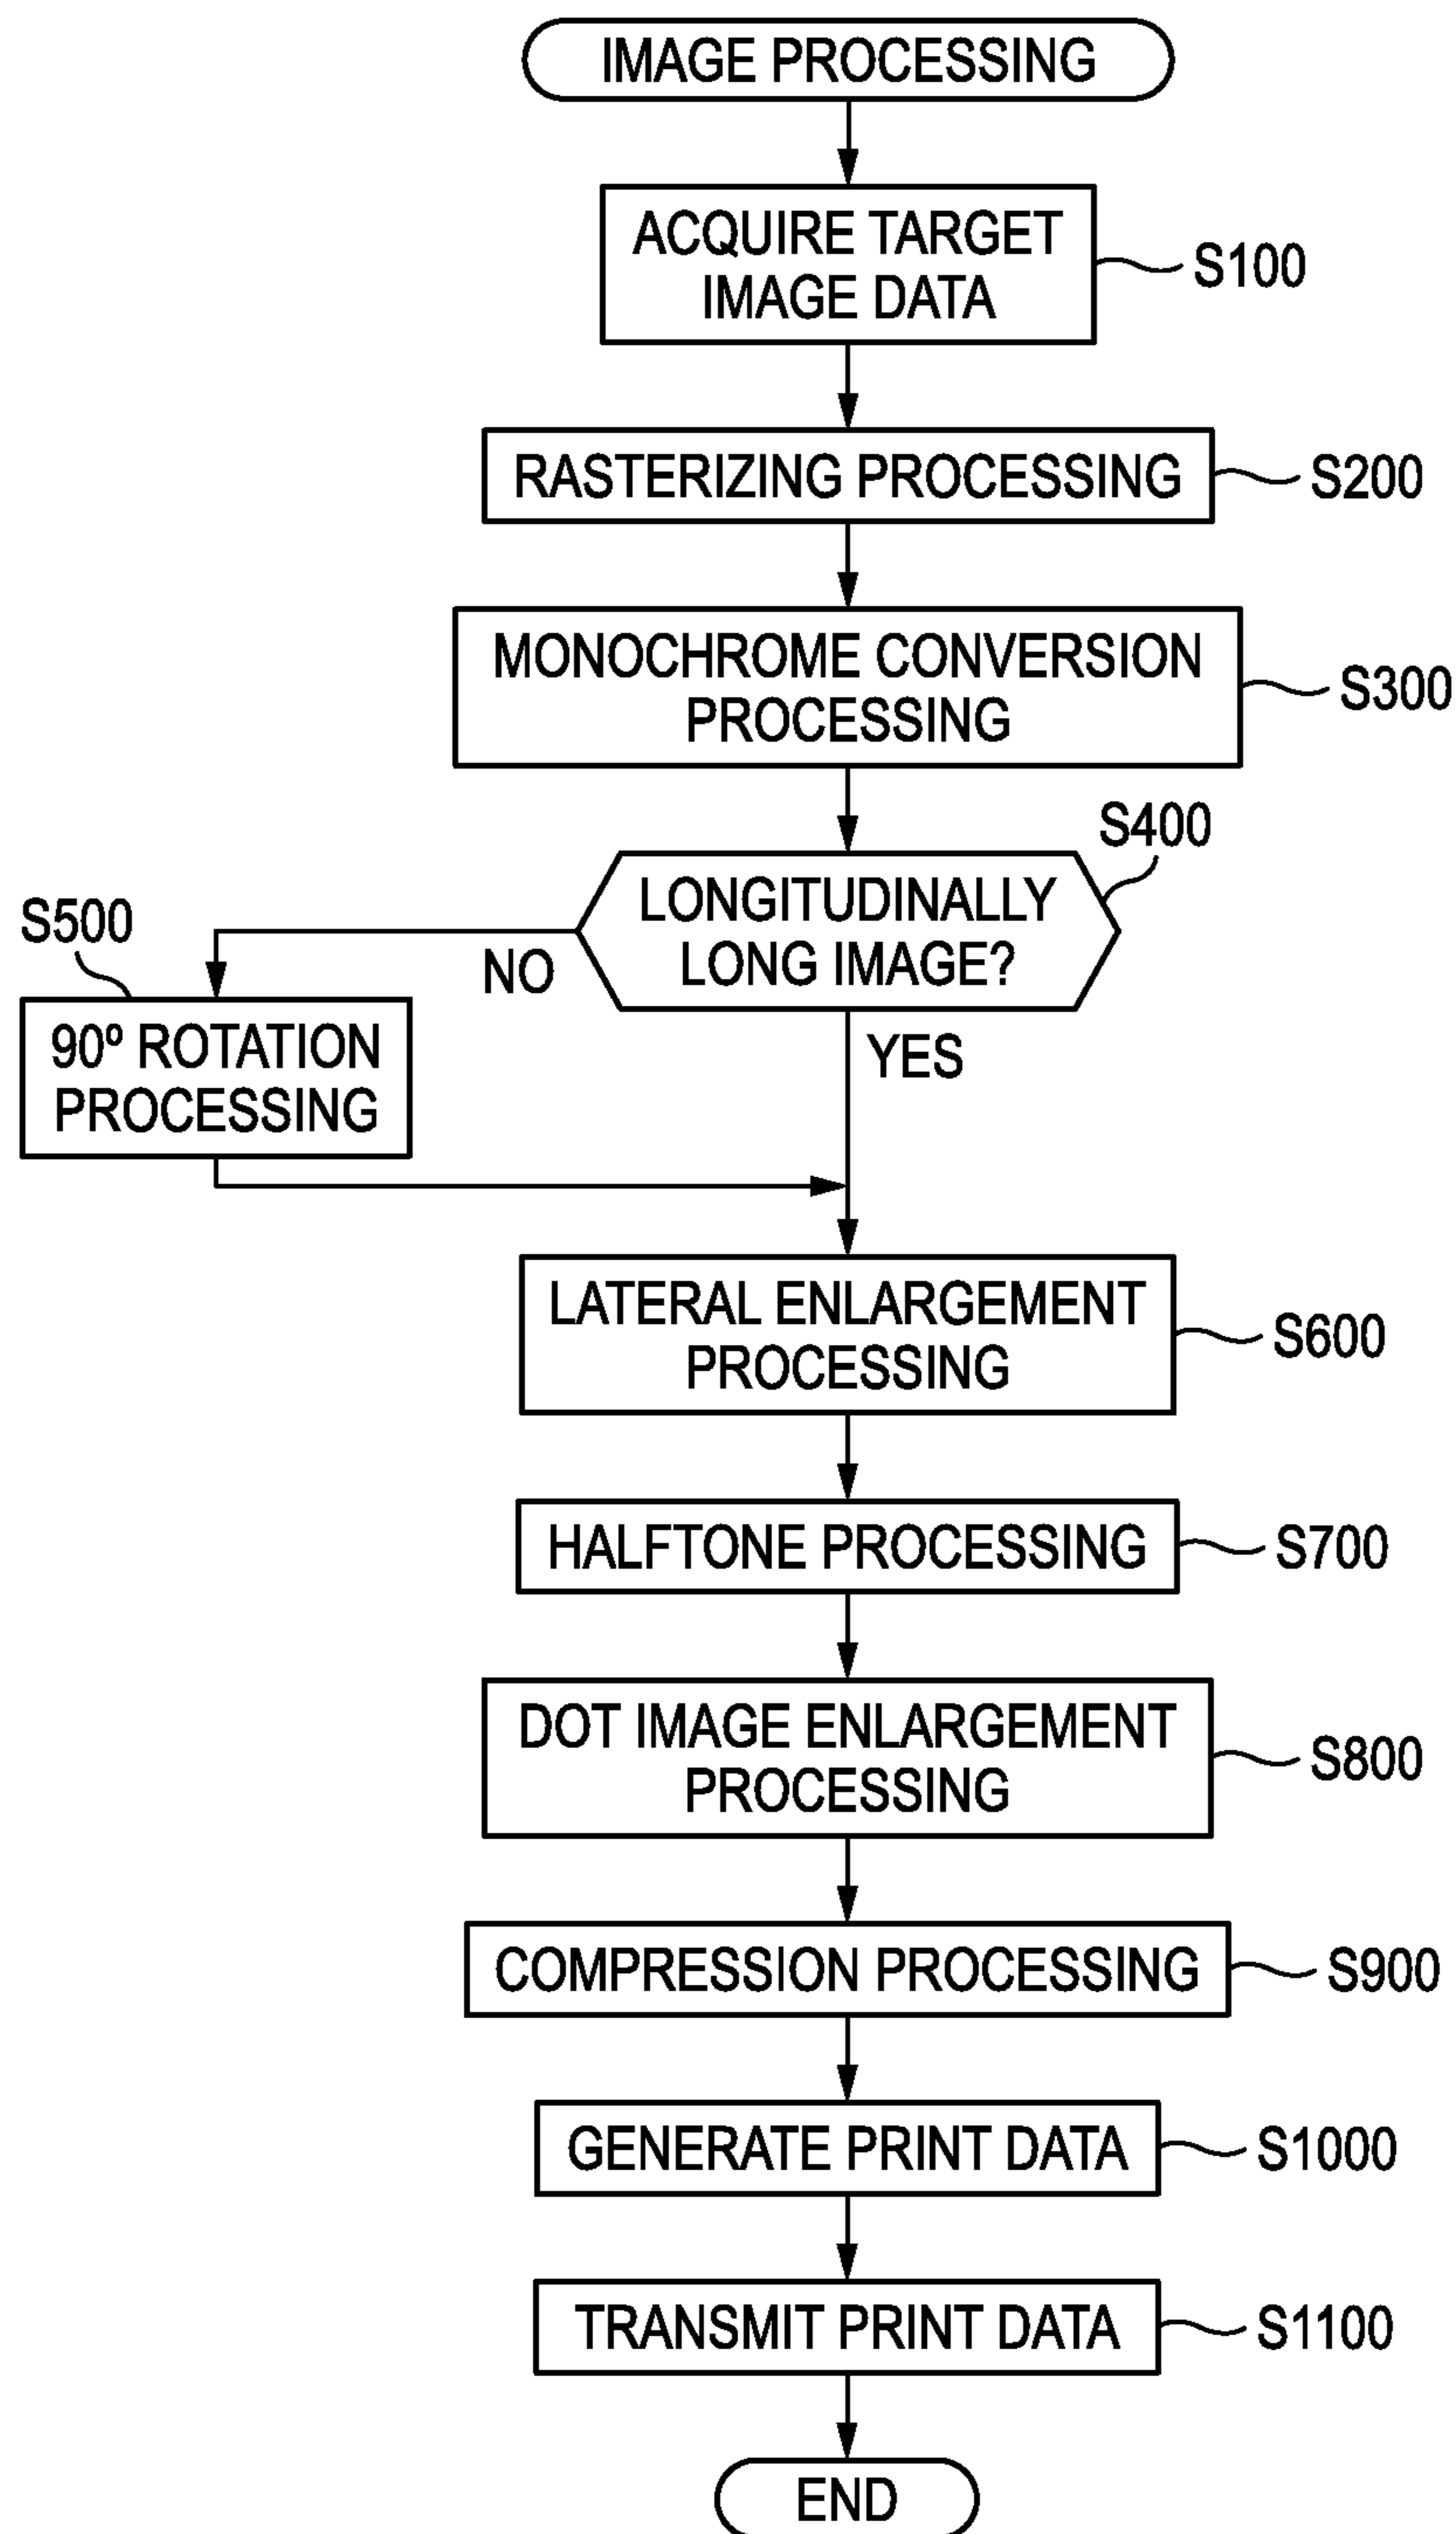 IMAGE PROCESSING
ACQUIRE TARGET
IMAGE DATA
S100
RASTERIZING PROCESSING
S200
MONOCHROME CONVERSION
PROCESSING
S300
S400
LONGITUDINALLY
LONG IMAGE?
NO
YES
S500
90º ROTATION
PROCESSING
LATERAL ENLARGEMENT
PROCESSING
S600
HALFTONE PROCESSING
S700
DOT IMAGE ENLARGEMENT
PROCESSING
S800
COMPRESSION PROCESSING
S900
GENERATE PRINT DATA
S1000
TRANSMIT PRINT DATA
S1100
END